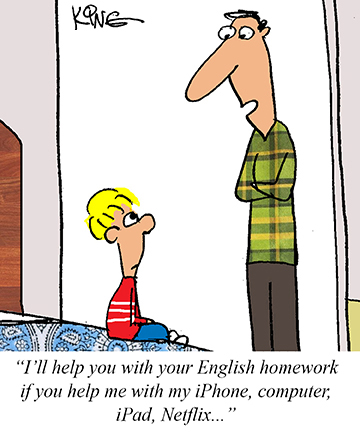 KING
“I’ll help you with your English homework
if you help me with my iPhone, computer,
iPad, Netflix...”